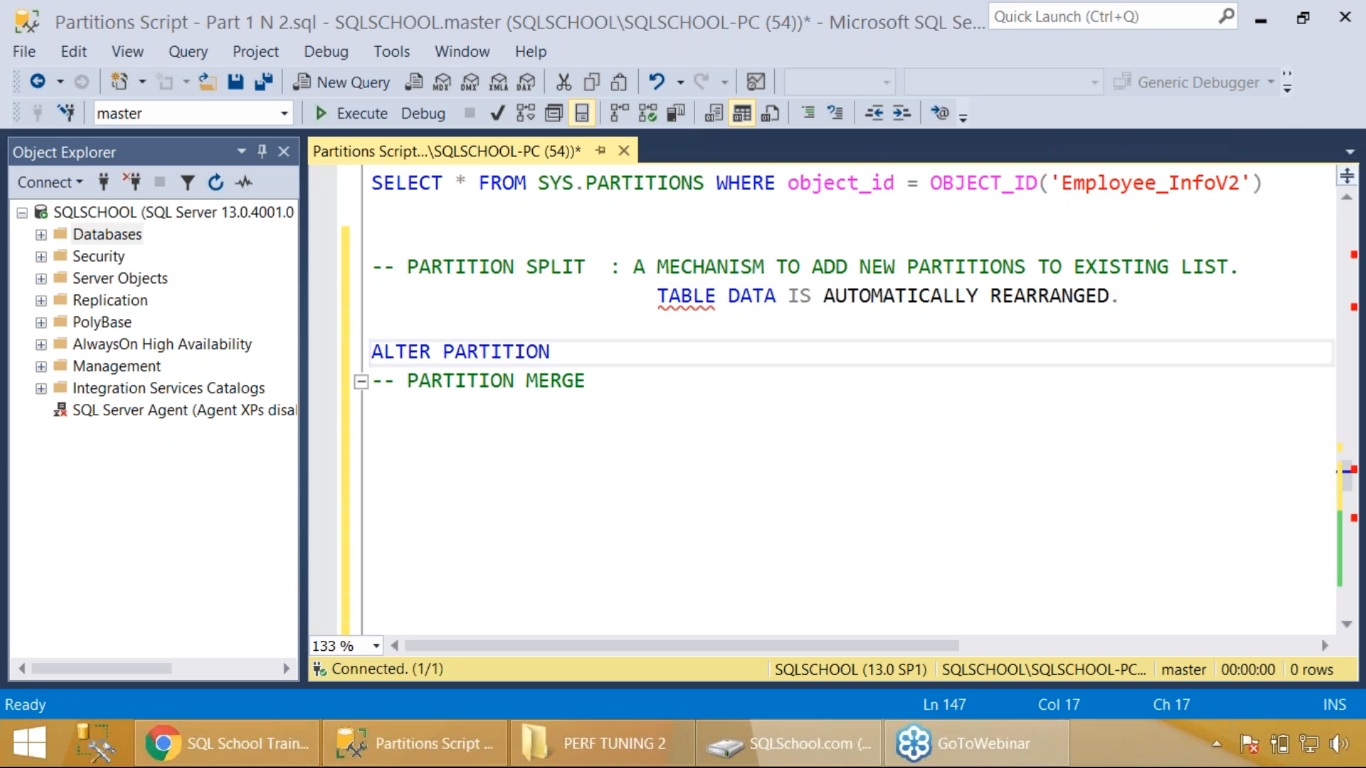 Partitions Script - Part 1 N 2.sql - SQLSCHOOL.master (SQLSCHOOL\SQLSCHOOL-PC (54))* - Microsoft SQL Se...
Quick Launch (Ctrl+Q)
File Edit View Query Project Debug Tools Window Help
New Query
MDX DMX XMLA DAX
Generic Debugger
master
Execute Debug
Object Explorer
Partitions Script...\SQLSCHOOL-PC (54))*
Connect
SQLSCHOOL (SQL Server 13.0.4001.0
Databases
Security
Server Objects
Replication
PolyBase
AlwaysOn High Availability
Management
Integration Services Catalogs
SQL Server Agent (Agent XPs disal
SELECT * FROM SYS.PARTITIONS WHERE object_id = OBJECT_ID('Employee_InfoV2')
-- PARTITION SPLIT : A MECHANISM TO ADD NEW PARTITIONS TO EXISTING LIST.
TABLE DATA IS AUTOMATICALLY REARRANGED.
ALTER PARTITION
-- PARTITION MERGE
133 %
Connected. (1/1)
SQLSCHOOL (13.0 SP1) SQLSCHOOL\SQLSCHOOL-PC... master 00:00:00 0 rows
Ready
Ln 147 Col 17 Ch 17 INS
SQL School Train... Partitions Script ... PERF TUNING 2 SQLSchool.com (... GoToWebinar